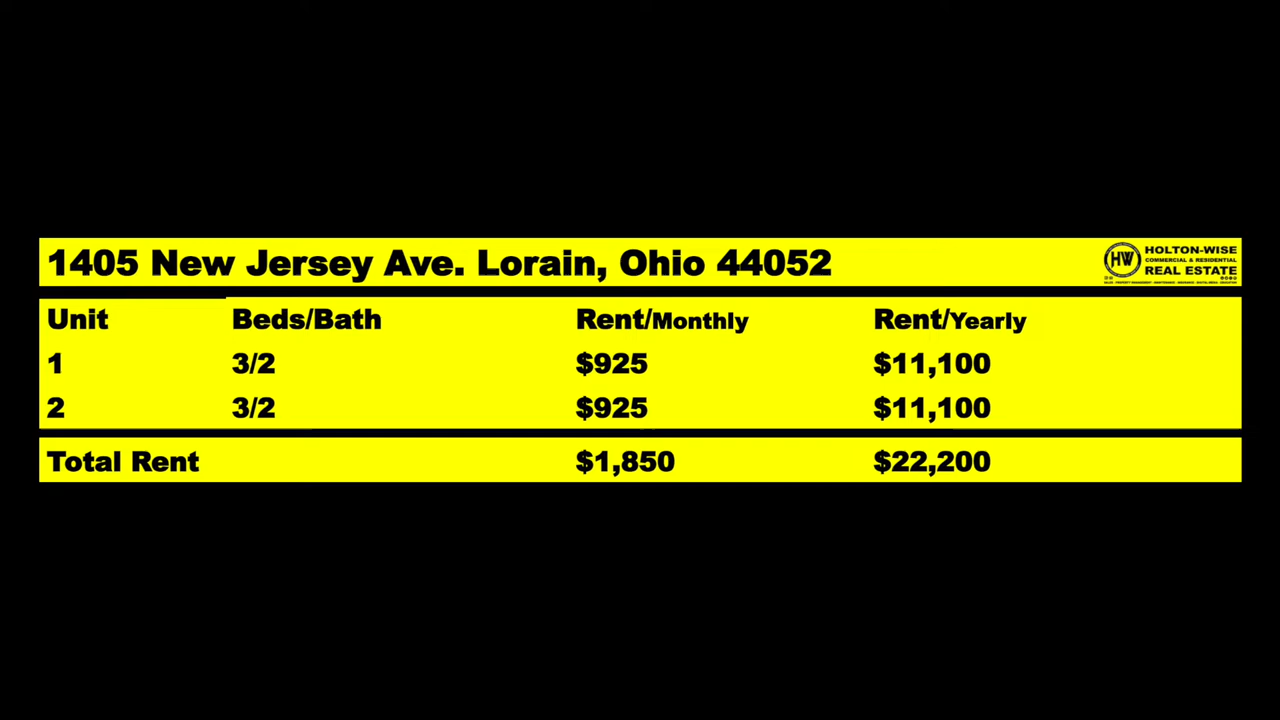 1405 New Jersey Ave. Lorain, Ohio 44052
HW
HOLTON-WISE
COMMERCIAL & RESIDENTIAL
REAL ESTATE
Unit Beds/Bath Rent/Monthly Rent/Yearly
1 3/2 $925 $11,100
2 3/2 $925 $11,100
Total Rent $1,850 $22,200